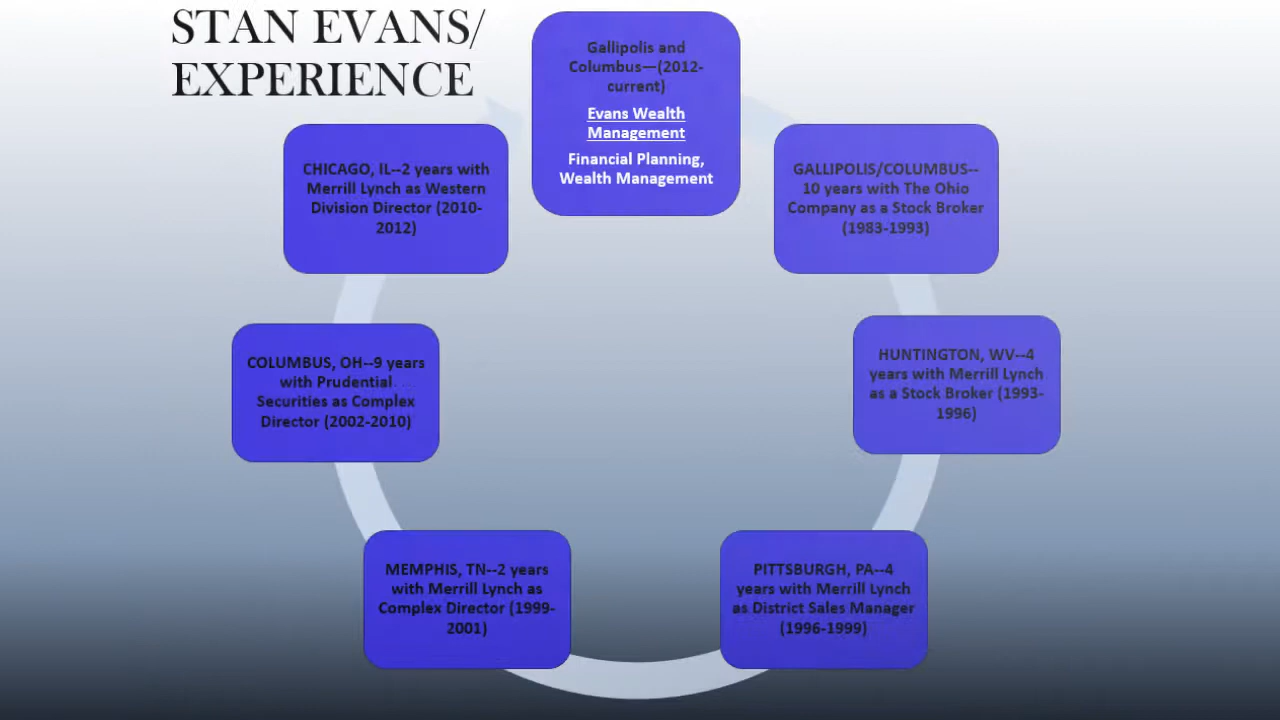 STAN EVANS/
EXPERIENCE
Gallipolis and
Columbus—(2012-
current)
Evans Wealth
Management
Financial Planning,
Wealth Management
GALLIPOLIS/COLUMBUS--
10 years with The Ohio
Company as a Stock Broker
(1983-1993)
HUNTINGTON, WV--4
years with Merrill Lynch
as a Stock Broker (1993-
1996)
PITTSBURGH, PA--4
years with Merrill Lynch
as District Sales Manager
(1996-1999)
MEMPHIS, TN--2 years
with Merrill Lynch as
Complex Director (1999-
2001)
COLUMBUS, OH--9 years
with Prudential
Securities as Complex
Director (2002-2010)
CHICAGO, IL--2 years with
Merrill Lynch as Western
Division Director (2010-
2012)